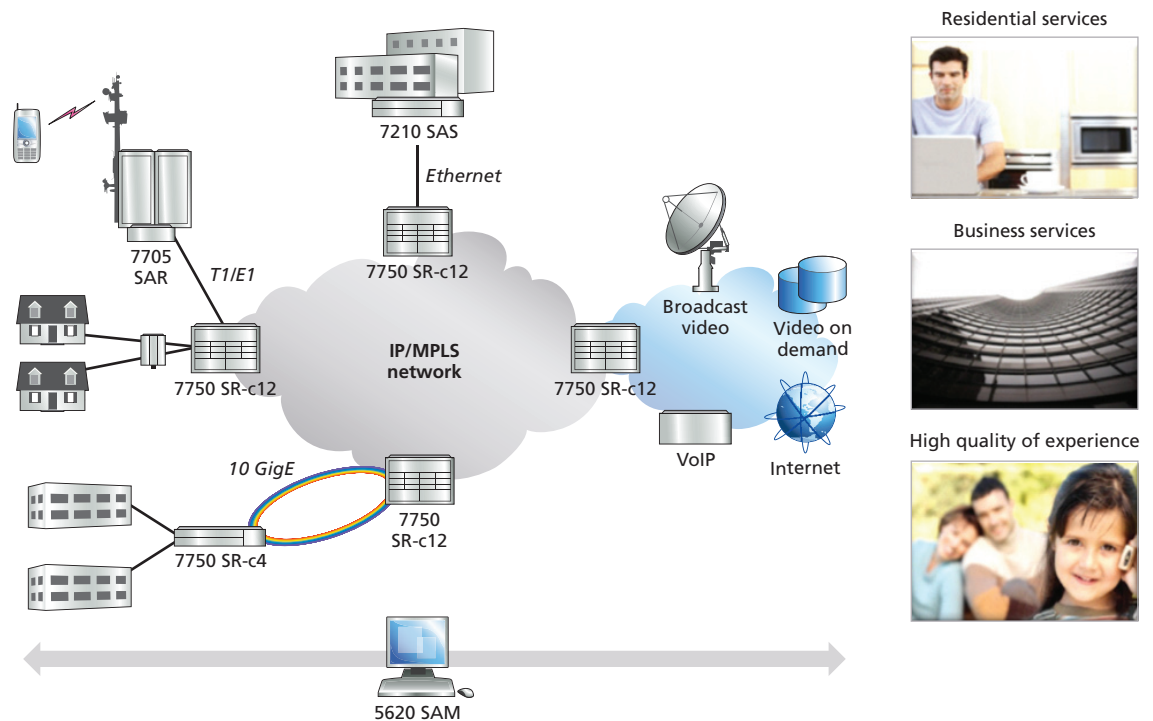 Residential services
7210 SAS
Ethernet
7705
SAR
T1/E1
7750 SR-c12
Business services
Broadcast
video
Video on
demand
IP/MPLS
network
7750 SR-c12
7750 SR-c12
VoIP
Internet
High quality of experience
10 GigE
7750
SR-c12
7750 SR-c4
5620 SAM